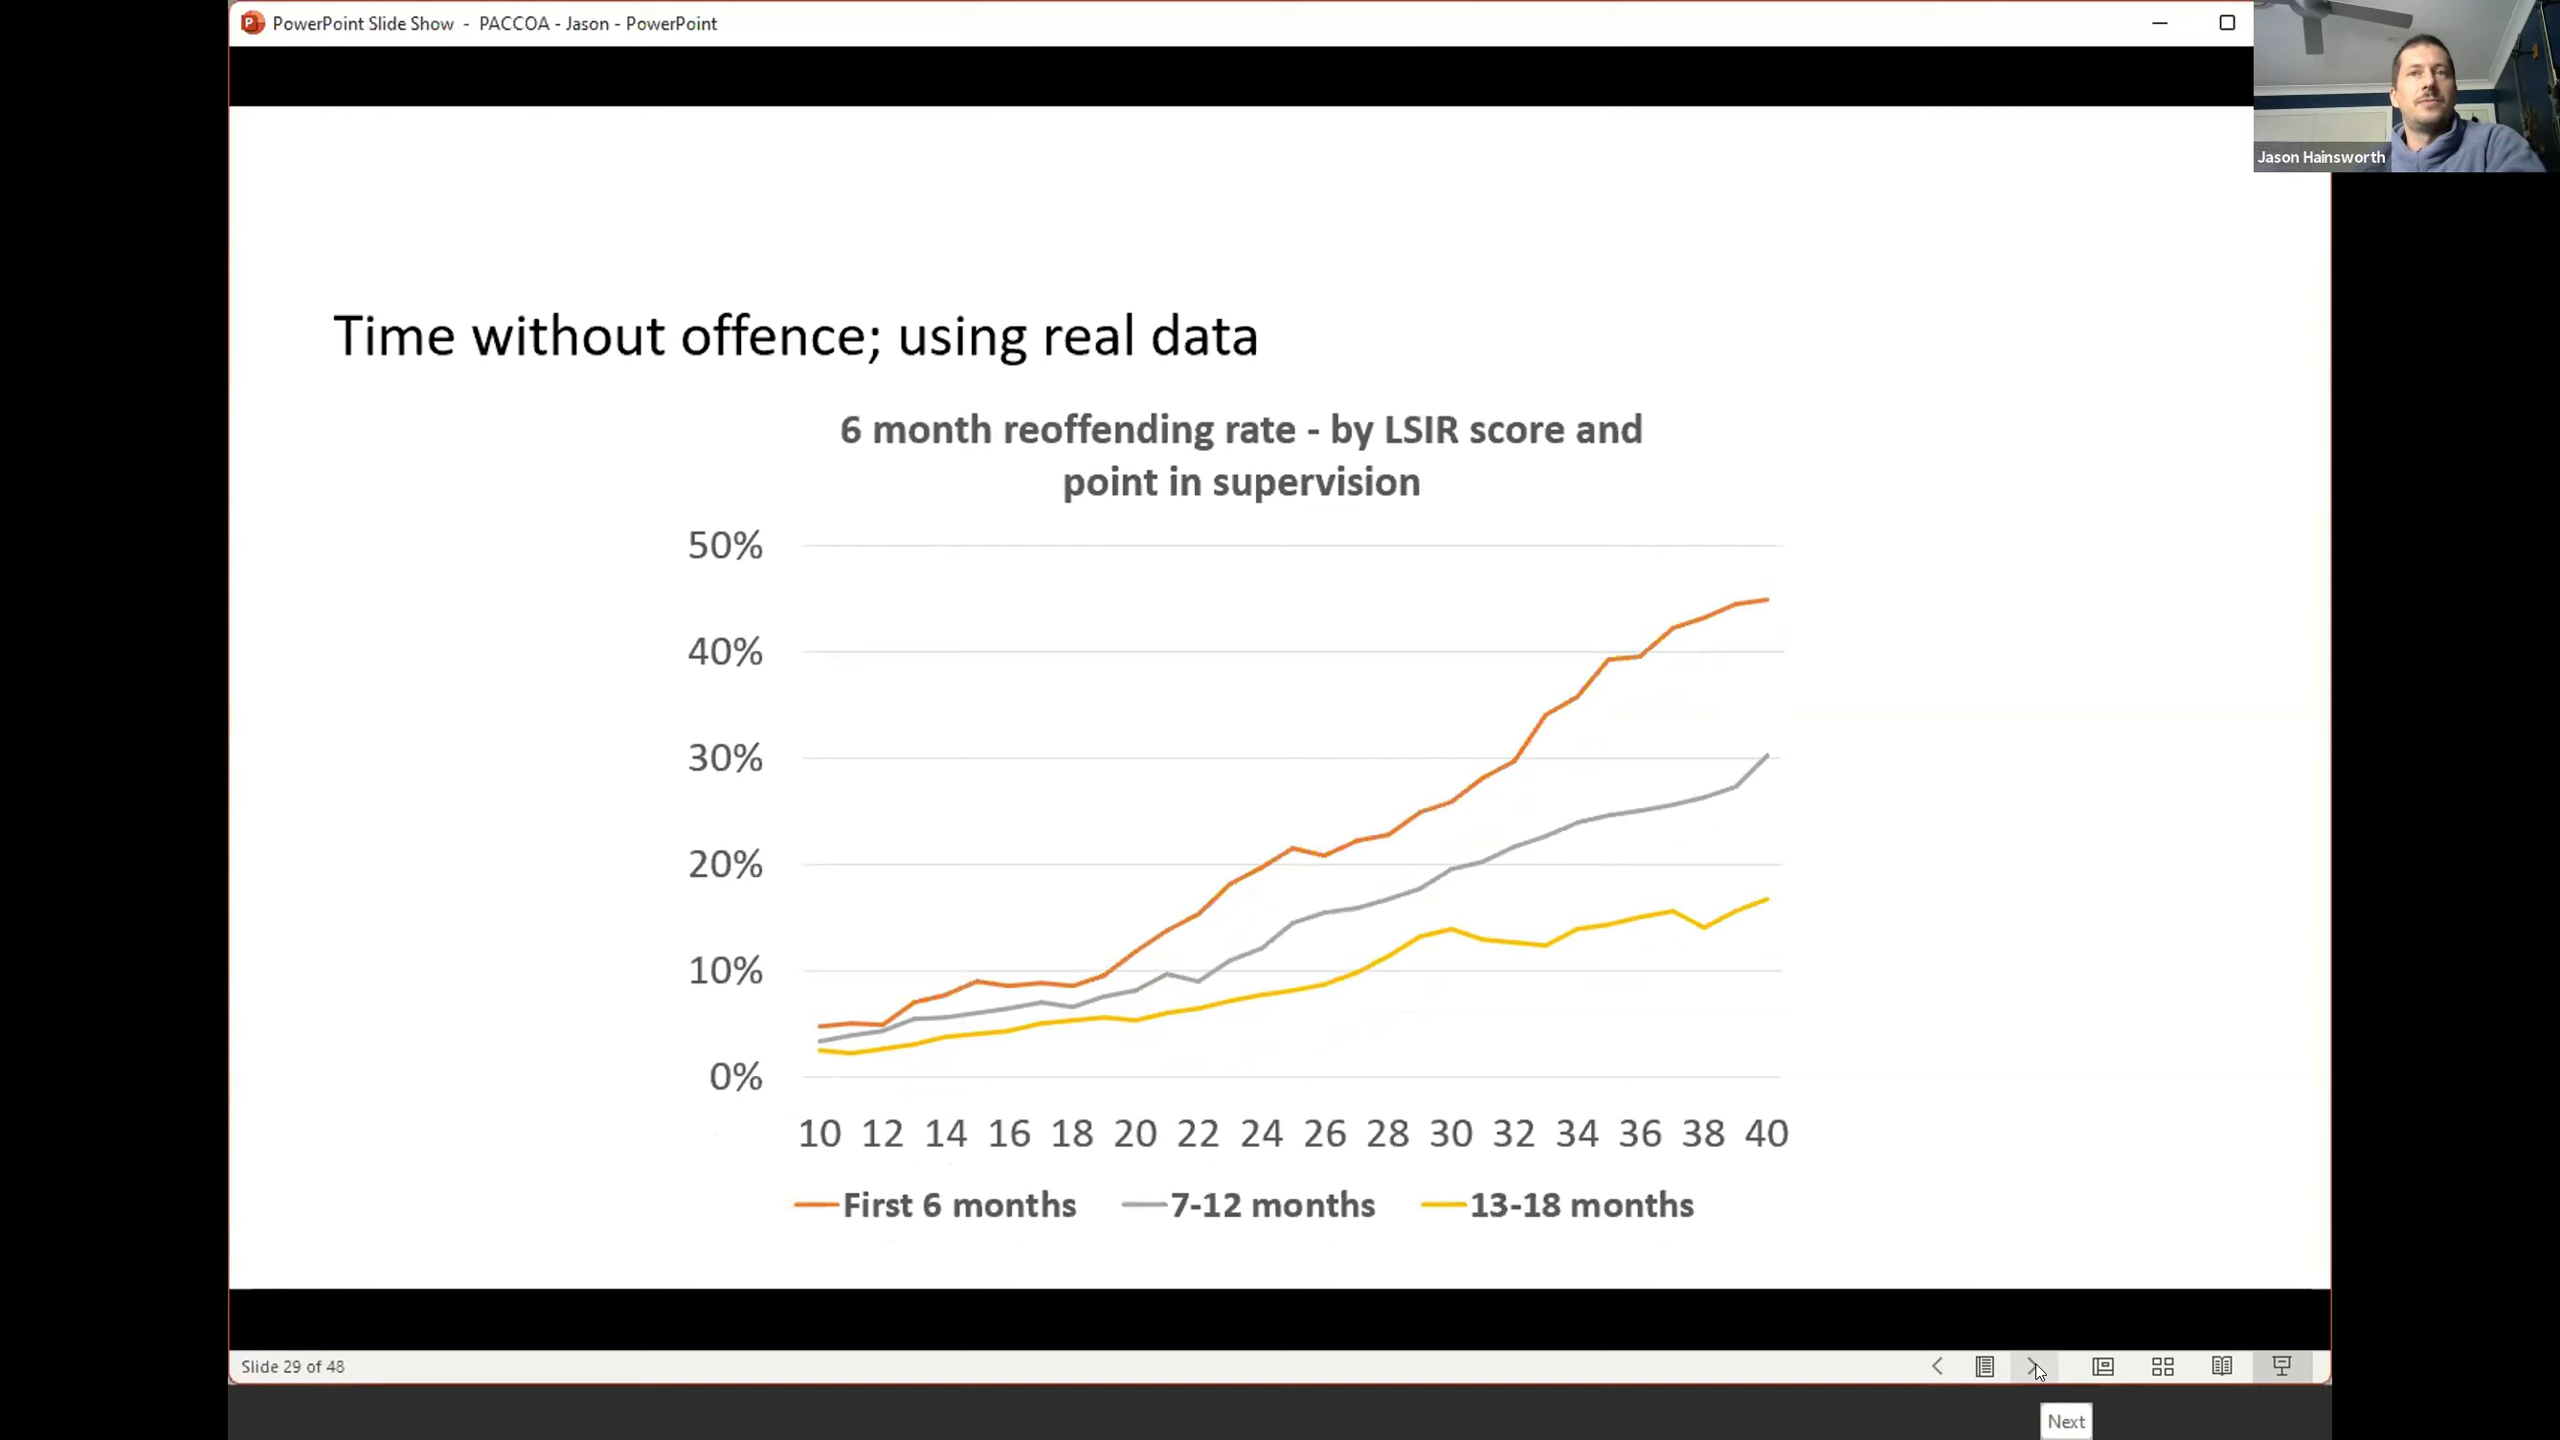 PowerPoint Slide Show - PACCOA - Jason - PowerPoint
Jason Hainsworth
Time without offence; using real data
6 month reoffending rate - by LSIR score and
point in supervision
50%
40%
30%
20%
10%
0%
10 12 14 16 18 20 22 24 26 28 30 32 34 36 38 40
First 6 months 7-12 months 13-18 months
Slide 29 of 48
Next